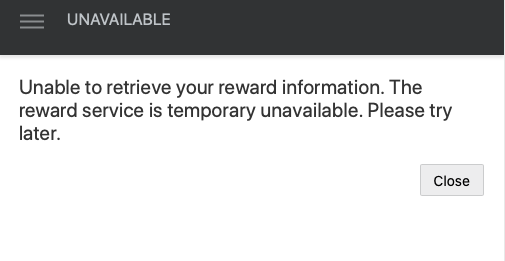 UNAVAILABLE
Unable to retrieve your reward information. The
reward service is temporary unavailable. Please try
later.
Close